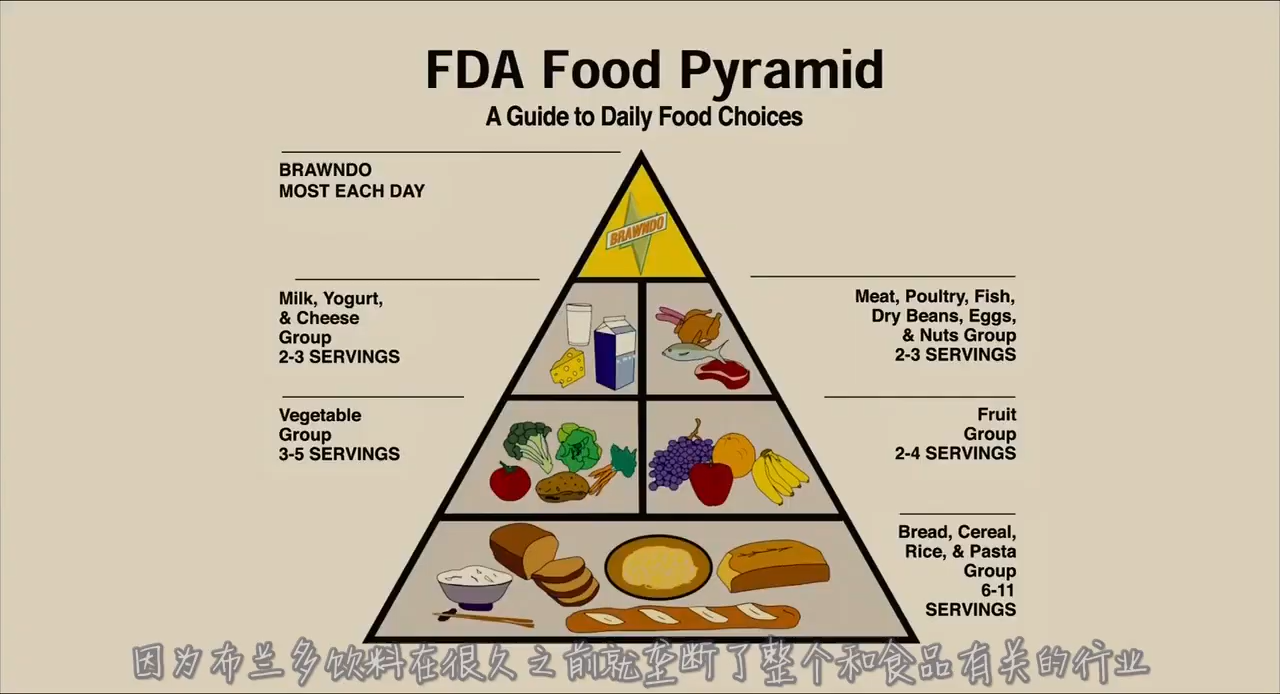 FDA Food Pyramid
A Guide to Daily Food Choices
BRAWNDO
MOST EACH DAY
BRAWNDO
Milk, Yogurt,
& Cheese
Group
2-3 SERVINGS
Meat, Poultry, Fish,
Dry Beans, Eggs,
& Nuts Group
2-3 SERVINGS
Vegetable
Group
3-5 SERVINGS
Fruit
Group
2-4 SERVINGS
Bread, Cereal,
Rice, & Pasta
Group
6-11
SERVINGS
因为布兰多饮料在很久之前就垄断了整个和食品有关的行业